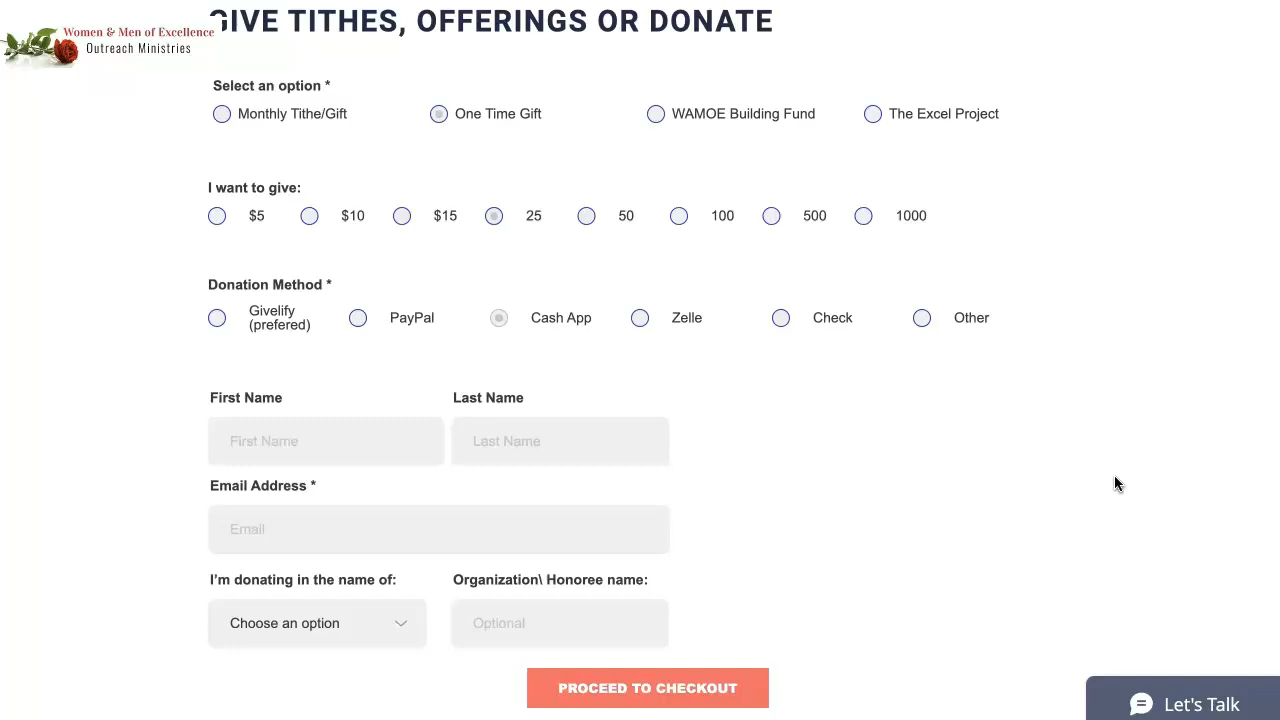 GIVE TITHES, OFFERINGS OR DONATE
Women & Men of Excellence
Outreach Ministries
Select an option *
Monthly Tithe/Gift One Time Gift WAMOE Building Fund The Excel Project
I want to give:
$5 $10 $15 25 50 100 500 1000
Donation Method *
Givelify
(prefered) PayPal Cash App Zelle Check Other
First Name Last Name
First Name Last Name
Email Address *
Email
I'm donating in the name of: Organization\ Honoree name:
Choose an option Optional
PROCEED TO CHECKOUT
Let's Talk